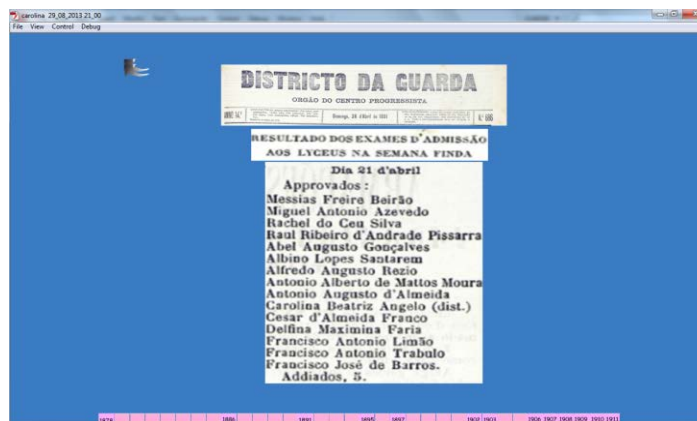 carolina 29_08_2013 21_00
File View Control Debug
DISTRICTO DA GUARDA
ORGÃO DO CENTRO PROGRESSISTA
RESULTADO DOS EXAMES D'ADMISSÃO
AOS LYCEUS NA SEMANA FINDA
Dia 21 d'abril
Approvados :
Messias Freire Beirão
Miguel Antonio Azevedo
Rachel do Ceu Silva
Raul Ribeiro d'Andrade Pissarra
Abel Augusto Gonçalves
Albino Lopes Santarem
Alfredo Augusto Rezio
Antonio Alberto de Mattos Moura
Antonio Augusto d'Almeida
Carolina Beatriz Angelo (dist.)
Cesar d'Almeida Franco
Delfina Maximina Faria
Francisco Antonio Limão
Francisco Antonio Trabulo
Francisco José de Barros.
Addiados, 5.
1895 1897 1902 1903 1906 1907 1908 1909 1910 1911